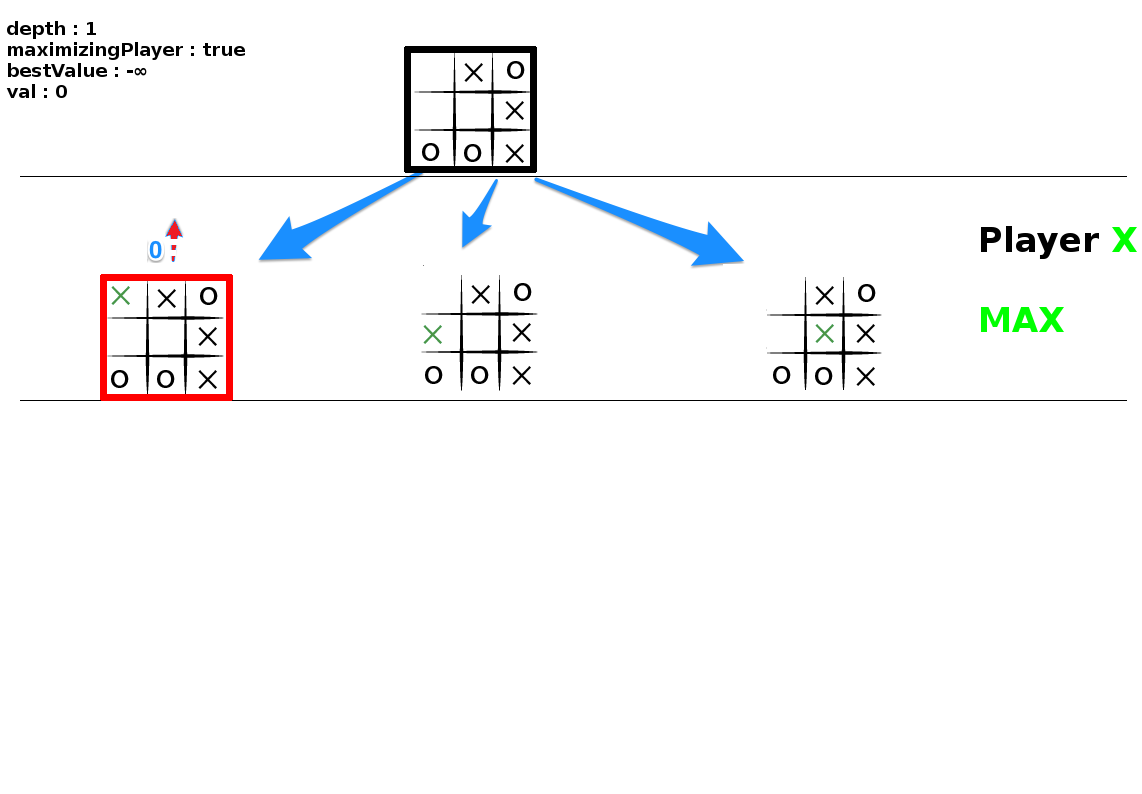 depth : 1
maximizingPlayer : true
bestValue : -∞
val : 0
X O
X
O O X
Player X
0
X X O
X
O O X
X O
X X
O O X
X O
X X
O O X
MAX